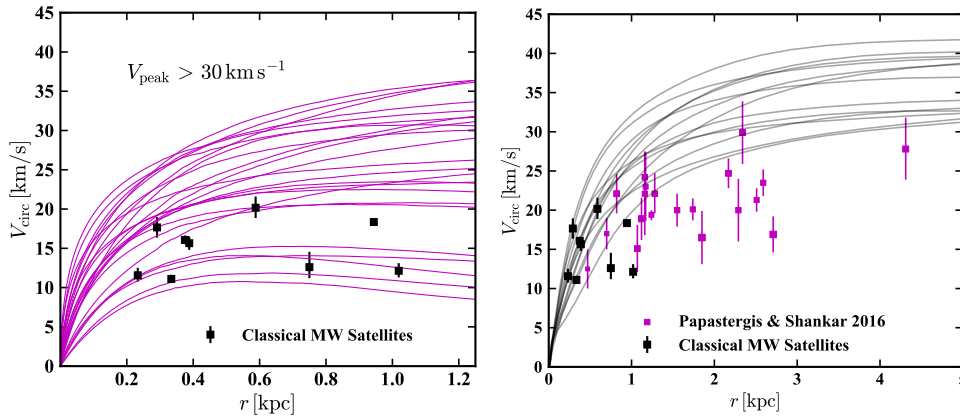 45
40
35
30
25
20
15
10
5
0
V_circ [km/s]
V_peak > 30 km s⁻¹
Classical MW Satellites
0.2 0.4 0.6 0.8 1.0 1.2
r [kpc]
45
40
35
30
25
20
15
10
5
0
V_circ [km/s]
Papastergis & Shankar 2016
Classical MW Satellites
0 1 2 3 4 5
r [kpc]